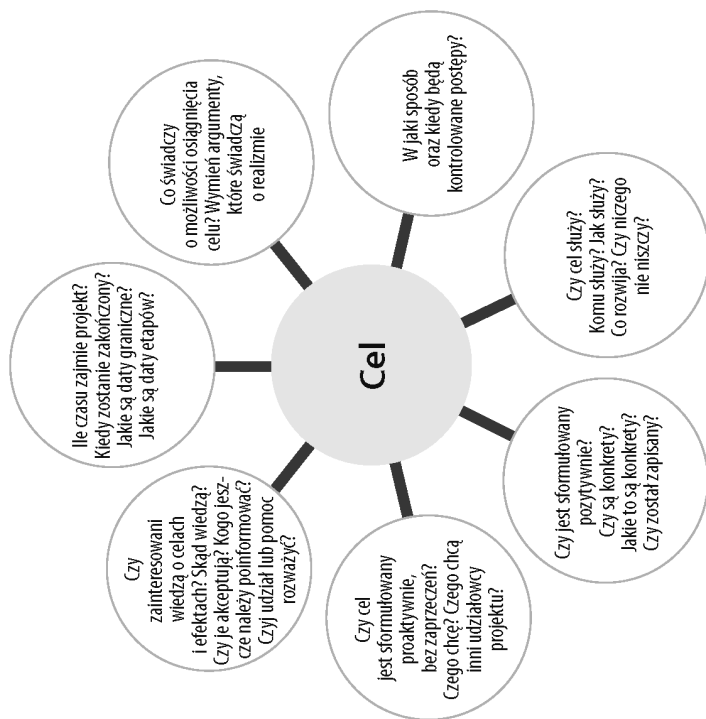 Cel
Czy
zainteresowani
wiedzą o celach
i efektach? Skąd wiedzą?
Czy je akceptują? Kogo jesz-
cze należy poinformować?
Czyj udział lub pomoc
rozważyć?
Ile czasu zajmie projekt?
Kiedy zostanie zakończony?
Jakie są daty graniczne?
Jakie są daty etapów?
Co świadczy
o możliwości osiągnięcia
celu? Wymień argumenty,
które świadczą
o realizmie
W jaki sposób
oraz kiedy będą
kontrolowane postępy?
Czy cel służy?
Komu służy? Jak służy?
Co rozwija? Czy niczego
nie niszczy?
Czy jest sformułowany
pozytywnie?
Czy są konkrety?
Jakie to są konkrety?
Czy został zapisany?
Czy cel
jest sformułowany
proaktywnie,
bez zaprzeczeń?
Czego chcę? Czego chcą
inni udziałowcy
projektu?